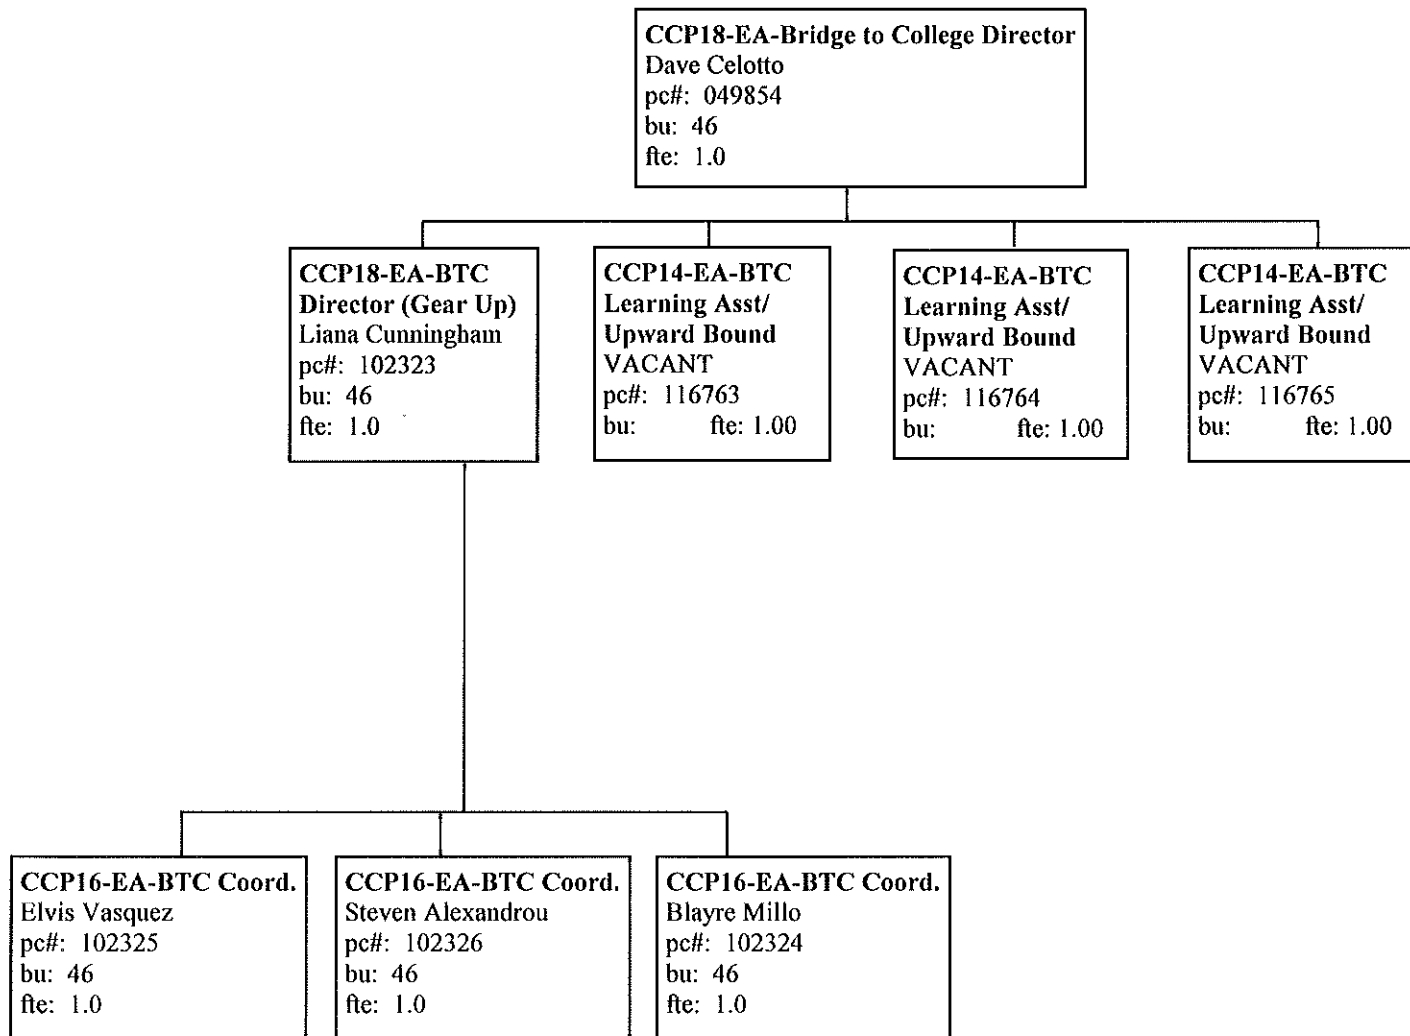 CCP18-EA-Bridge to College Director
Dave Celotto
pc#: 049854
bu: 46
fte: 1.0
CCP18-EA-BTC
Director (Gear Up)
Liana Cunningham
pc#: 102323
bu: 46
fte: 1.0
CCP14-EA-BTC
Learning Asst/
Upward Bound
VACANT
pc#: 116763
bu: fte: 1.00
CCP14-EA-BTC
Learning Asst/
Upward Bound
VACANT
pc#: 116764
bu: fte: 1.00
CCP14-EA-BTC
Learning Asst/
Upward Bound
VACANT
pc#: 116765
bu: fte: 1.00
CCP16-EA-BTC Coord.
Elvis Vasquez
pc#: 102325
bu: 46
fte: 1.0
CCP16-EA-BTC Coord.
Steven Alexandrou
pc#: 102326
bu: 46
fte: 1.0
CCP16-EA-BTC Coord.
Blayre Millo
pc#: 102324
bu: 46
fte: 1.0